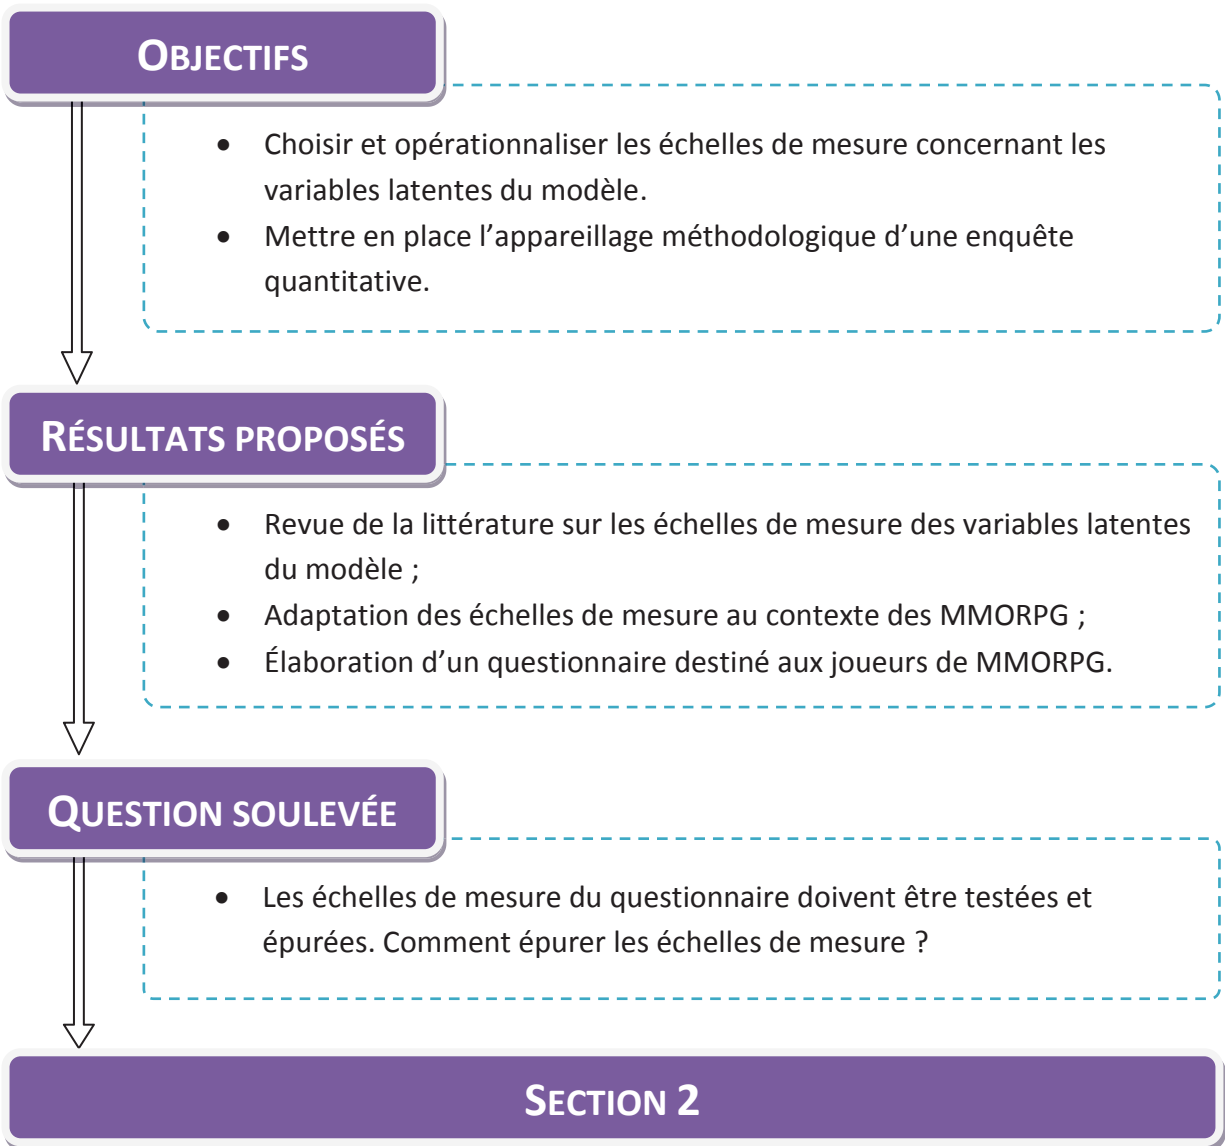 OBJECTIFS
• Choisir et opérationnaliser les échelles de mesure concernant les
variables latentes du modèle.
• Mettre en place l’appareillage méthodologique d’une enquête
quantitative.
RÉSULTATS PROPOSÉS
• Revue de la littérature sur les échelles de mesure des variables latentes
du modèle ;
• Adaptation des échelles de mesure au contexte des MMORPG ;
• Élaboration d’un questionnaire destiné aux joueurs de MMORPG.
QUESTION SOULEVÉE
• Les échelles de mesure du questionnaire doivent être testées et
épurées. Comment épurer les échelles de mesure ?
SECTION 2